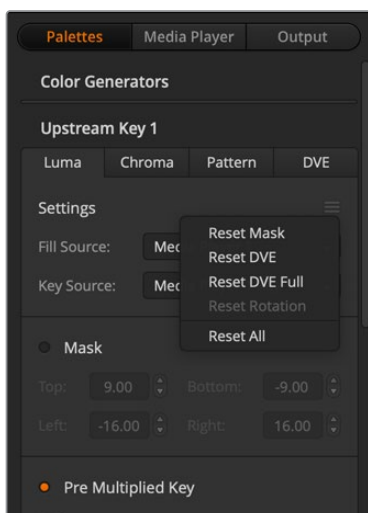 Palettes Media Player Output
Color Generators
Upstream Key 1
Luma Chroma Pattern DVE
Settings
Reset Mask
Fill Source: Med
Reset DVE
Reset DVE Full
Key Source: Med
Reset Rotation
Reset All
Mask
Top: 9.00 Bottom: -9.00
Left: -16.00 Right: 16.00
Pre Multiplied Key